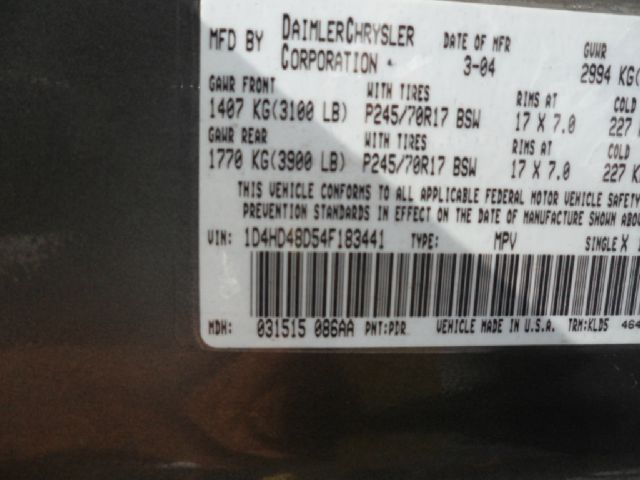 MFD BY DAIMLERCHRYSLER CORPORATION DATE OF MFR 3-04 GVWR 2994 KG(
GAWR FRONT WITH TIRES RIMS AT COLD
1407 KG(3100 LB) P245/70R17 BSW 17 X 7.0 227
GAWR REAR WITH TIRES RIMS AT COLD
1770 KG(3900 LB) P245/70R17 BSW 17 X 7.0 227 K
THIS VEHICLE CONFORMS TO ALL APPLICABLE FEDERAL MOTOR VEHICLE SAFETY
PREVENTION STANDARDS IN EFFECT ON THE DATE OF MANUFACTURE SHOWN ABOV
VIN: 1D4HD48D54F183441 TYPE: MPV SINGLE X
MDH: 031515 086AA PNT:PDR VEHICLE MADE IN U.S.A. TRM:KLD5 464